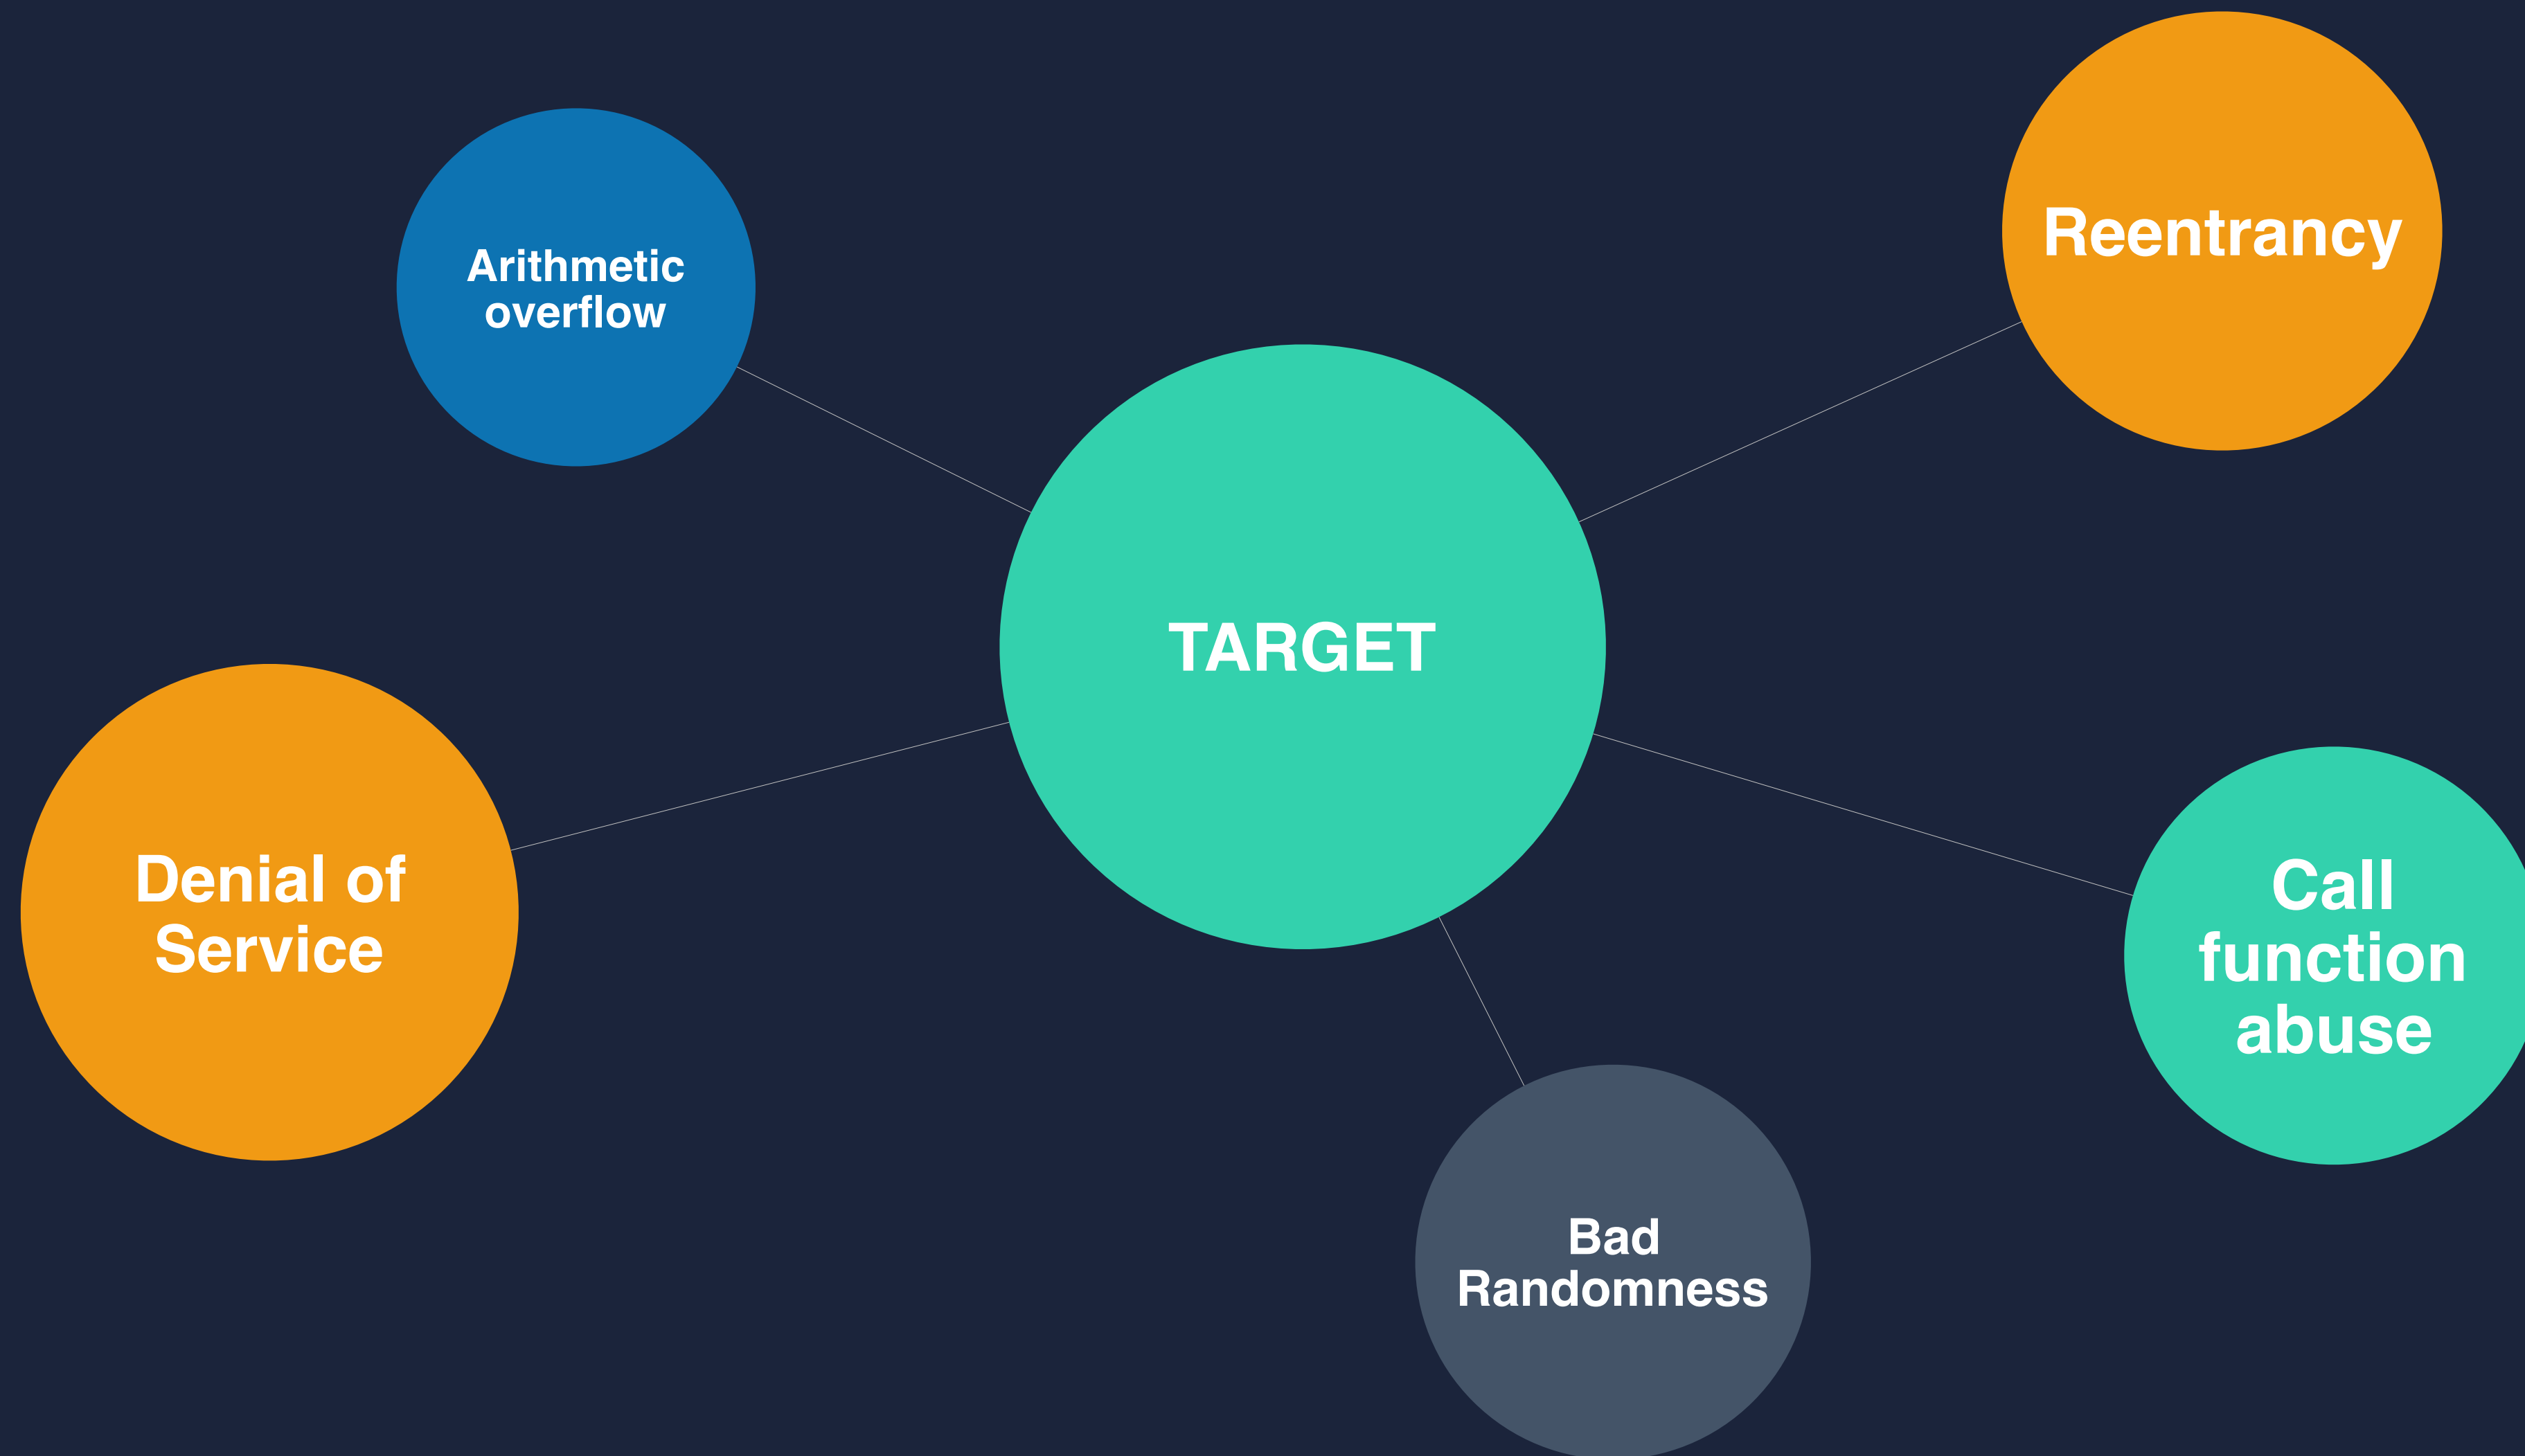 Reentrancy
Arithmetic
overflow
TARGET
Denial of
Service
Call
function
abuse
Bad
Randomness